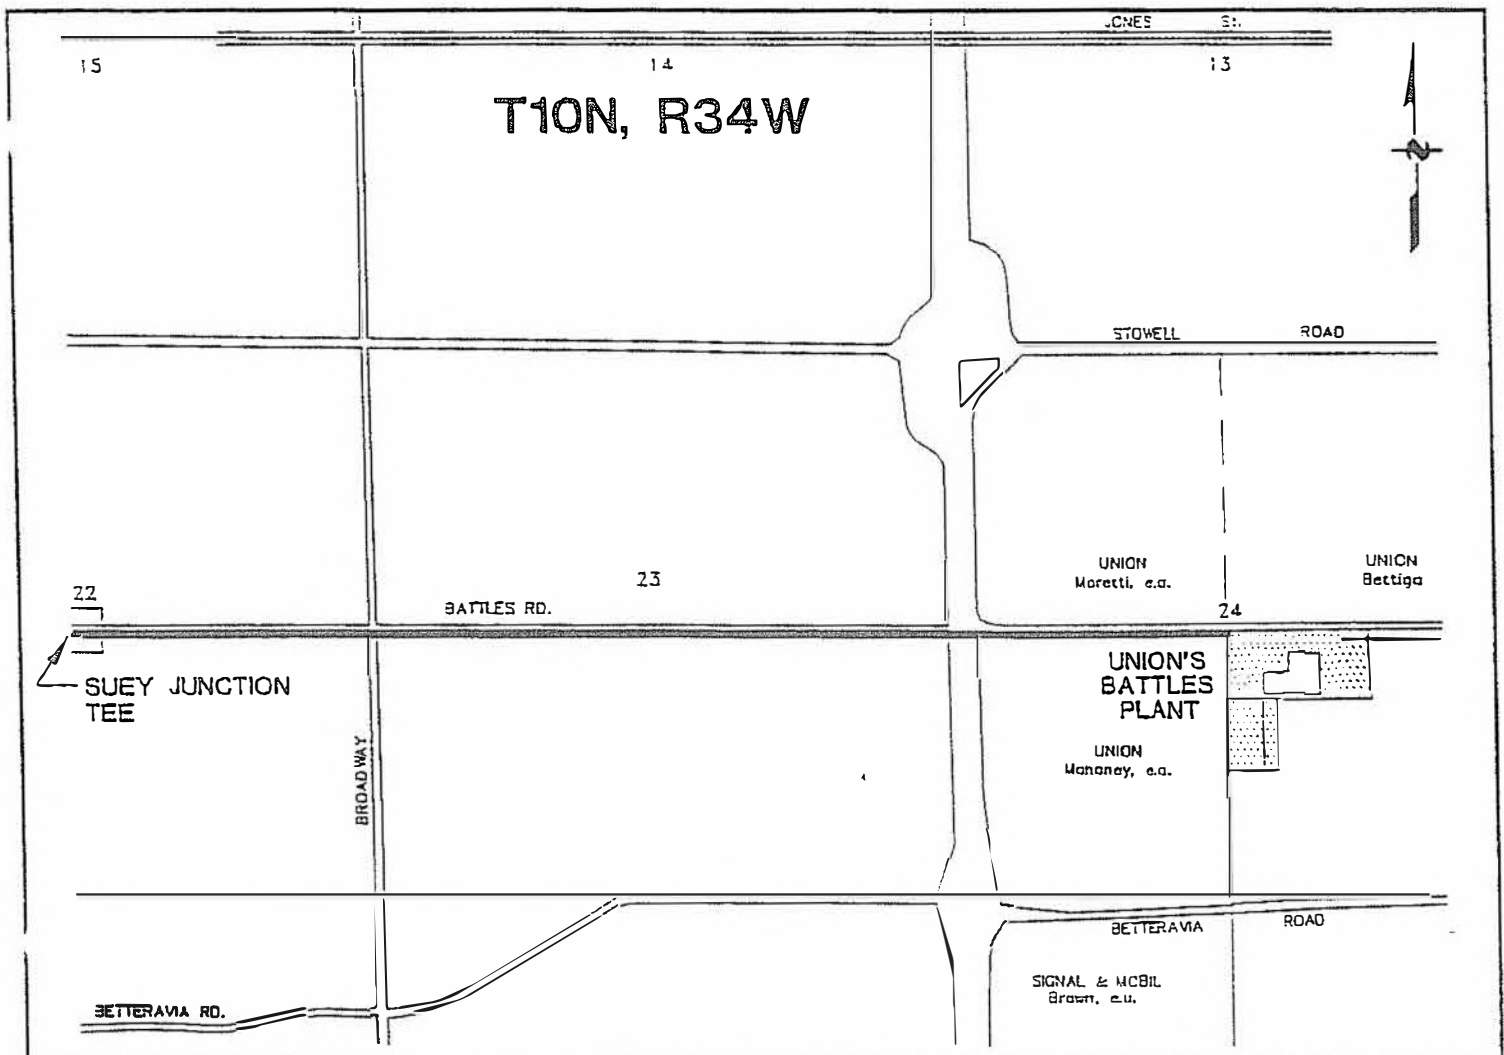 JONES ST.
15
14
13
T10N, R34W
N
STOWELL ROAD
UNION
Moretti, e.a.
UNION
Bettiga
22
23
BATTLES RD.
24
SUEY JUNCTION
TEE
UNION'S
BATTLES
PLANT
UNION
Mahoney, e.a.
BROADWAY
BETTERAVIA ROAD
SIGNAL & MOBIL
Brown, e.u.
BETTERAVIA RD.